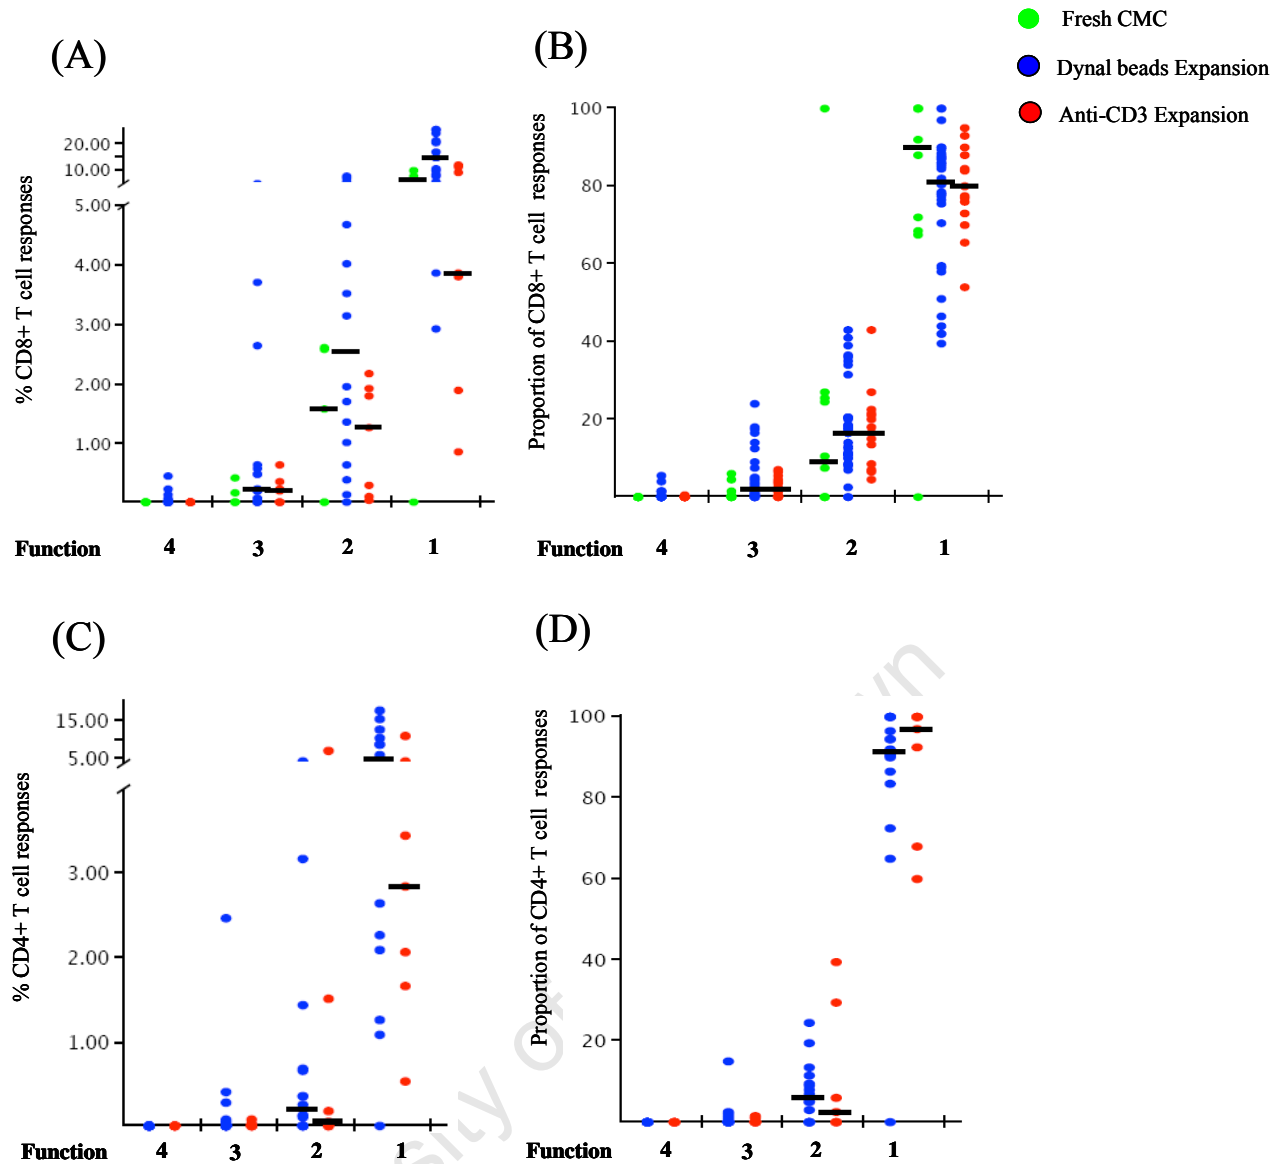 (A)
(B)
Fresh CMC
Dynal beads Expansion
Anti-CD3 Expansion
% CD8+ T cell responses
20.00
10.00
5.00
4.00
3.00
2.00
1.00
Function 4 3 2 1
Proportion of CD8+ T cell responses
100
80
60
40
20
Function 4 3 2 1
(C)
(D)
% CD4+ T cell responses
15.00
5.00
3.00
2.00
1.00
Function 4 3 2 1
Proportion of CD4+ T cell responses
100
80
60
40
20
Function 4 3 2 1
sity of
wn